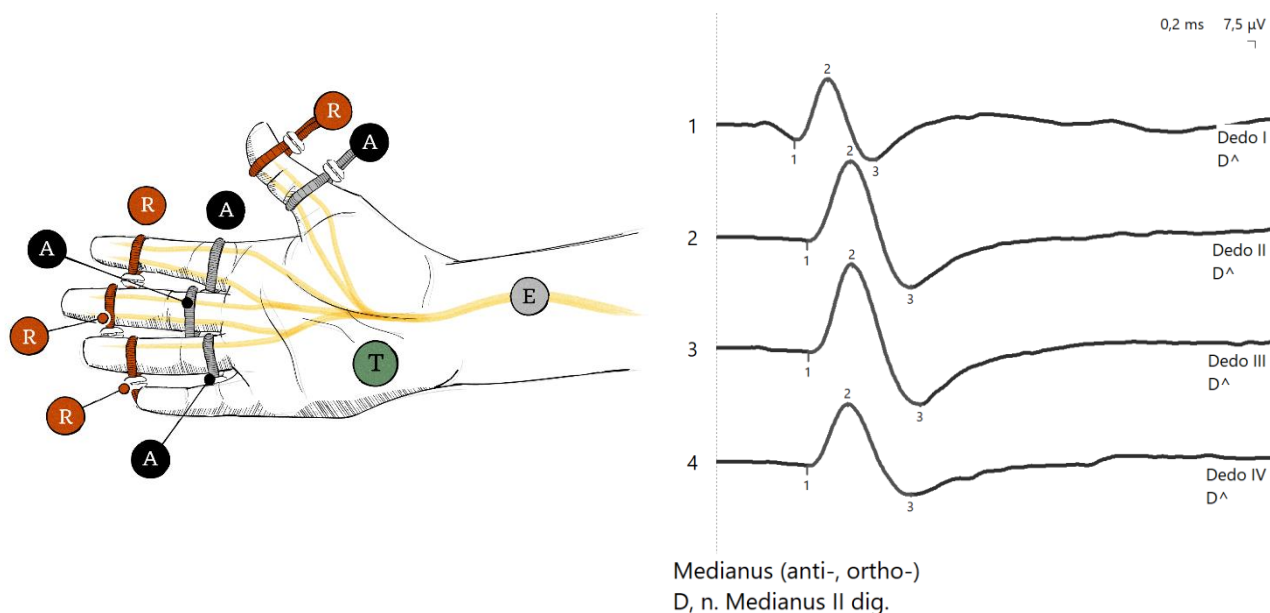 R
A
R
A
A
R
E
R
T
R
A
0,2 ms 7,5 µV
2
1
1
3
Dedo I
D^
2
2
1
3
Dedo II
D^
2
3
1
3
Dedo III
D^
2
4
1
3
Dedo IV
D^
Medianus (anti-, ortho-)
D, n. Medianus II dig.